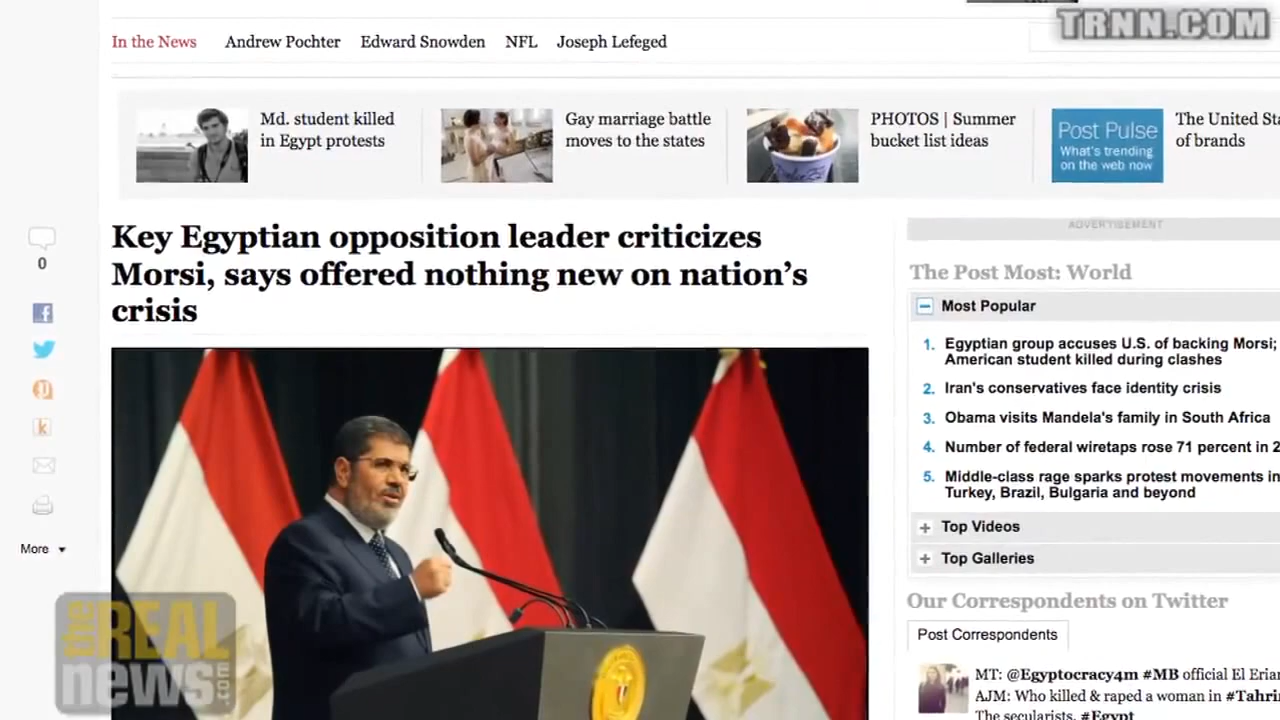 TRNN.COM
In the News Andrew Pochter Edward Snowden NFL Joseph Lefeged
Md. student killed
in Egypt protests
Gay marriage battle
moves to the states
PHOTOS | Summer
bucket list ideas
Post Pulse
What's trending
on the web now
The United Sta
of brands
Key Egyptian opposition leader criticizes
Morsi, says offered nothing new on nation’s
crisis
0
More
ADVERTISEMENT
The Post Most: World
Most Popular
1. Egyptian group accuses U.S. of backing Morsi;
American student killed during clashes
2. Iran's conservatives face identity crisis
3. Obama visits Mandela's family in South Africa
4. Number of federal wiretaps rose 71 percent in 2
5. Middle-class rage sparks protest movements in
Turkey, Brazil, Bulgaria and beyond
Top Videos
Top Galleries
Our Correspondents on Twitter
Post Correspondents
MT: @Egyptocracy4m #MB official El Erian
AJM: Who killed & raped a woman in #Tahrir
The secularists. #Egypt
the REAL
news.com